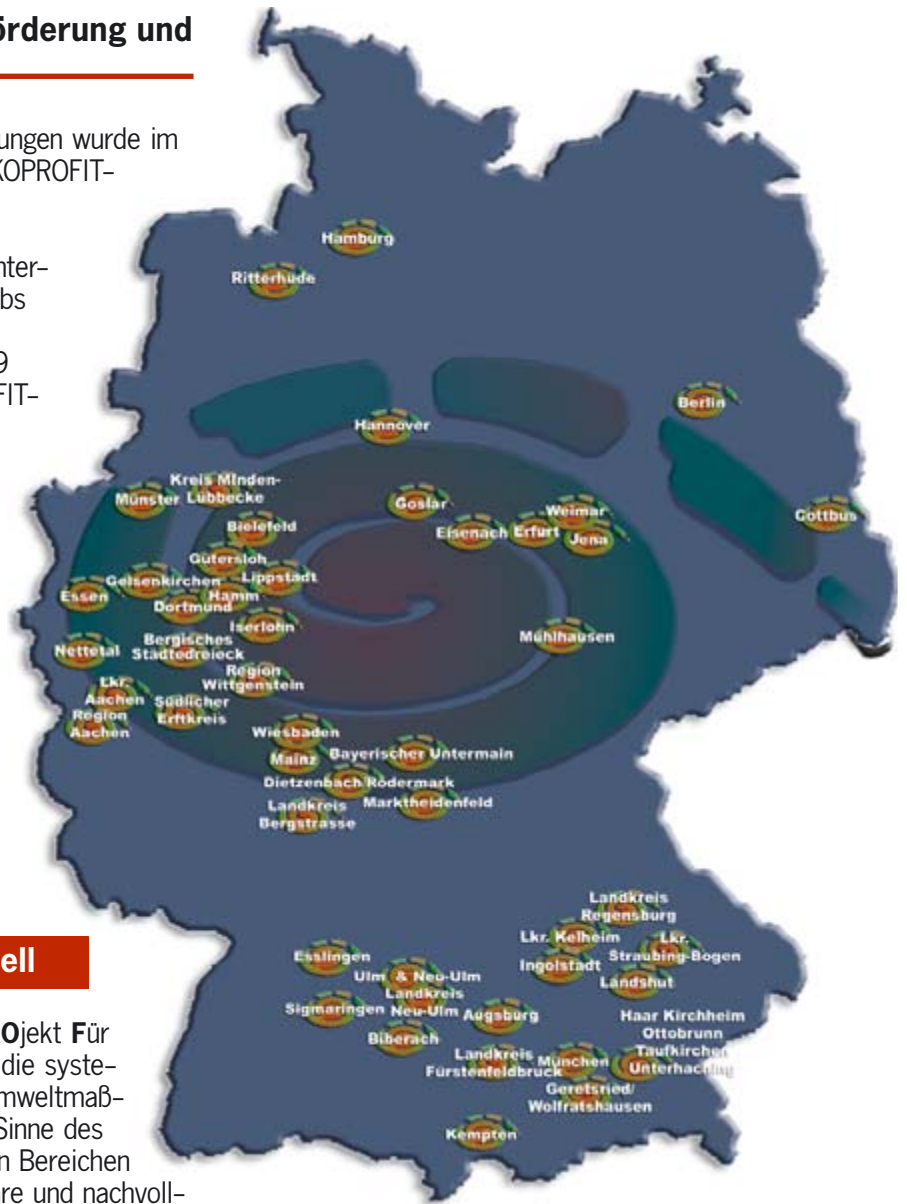 örderung und
ungen wurde im
KOPROFIT-
nter-
bs
9
FIT-
ell
Ojekt Für
die syste-
mweltmaß-
Sinne des
n Bereichen
re und nachvoll-
Hamburg
Ritterhude
Berlin
Hannover
Kreis Minden-
Lübbecke
Münster
Goslar
Weimar
Cottbus
Bielefeld
Eisenach
Erfurt
Jena
Gütersloh
Gelsenkirchen
Lippstadt
Essen
Hamm
Dortmund
Iserlohn
Mühlhausen
Bergisches
Städtedreieck
Nettetal
Region
Wittgenstein
Lkr.
Aachen
Südlicher
Erftkreis
Region
Aachen
Wiesbaden
Mainz
Bayerischer Untermain
Dietzenbach Rödermark
Landkreis
Bergstrasse
Marktheidenfeld
Landkreis
Regensburg
Lkr. Kelheim
Lkr.
Straubing-Bogen
Esslingen
Ingolstadt
Ulm & Neu-Ulm
Landshut
Landkreis
Neu-Ulm
Sigmaringen
Augsburg
Haar Kirchheim
Ottobrunn
Taufkirchen
Unterhaching
Biberach
Landkreis
Fürstenfeldbruck
München
Geretsried/
Wolfratshausen
Kempten